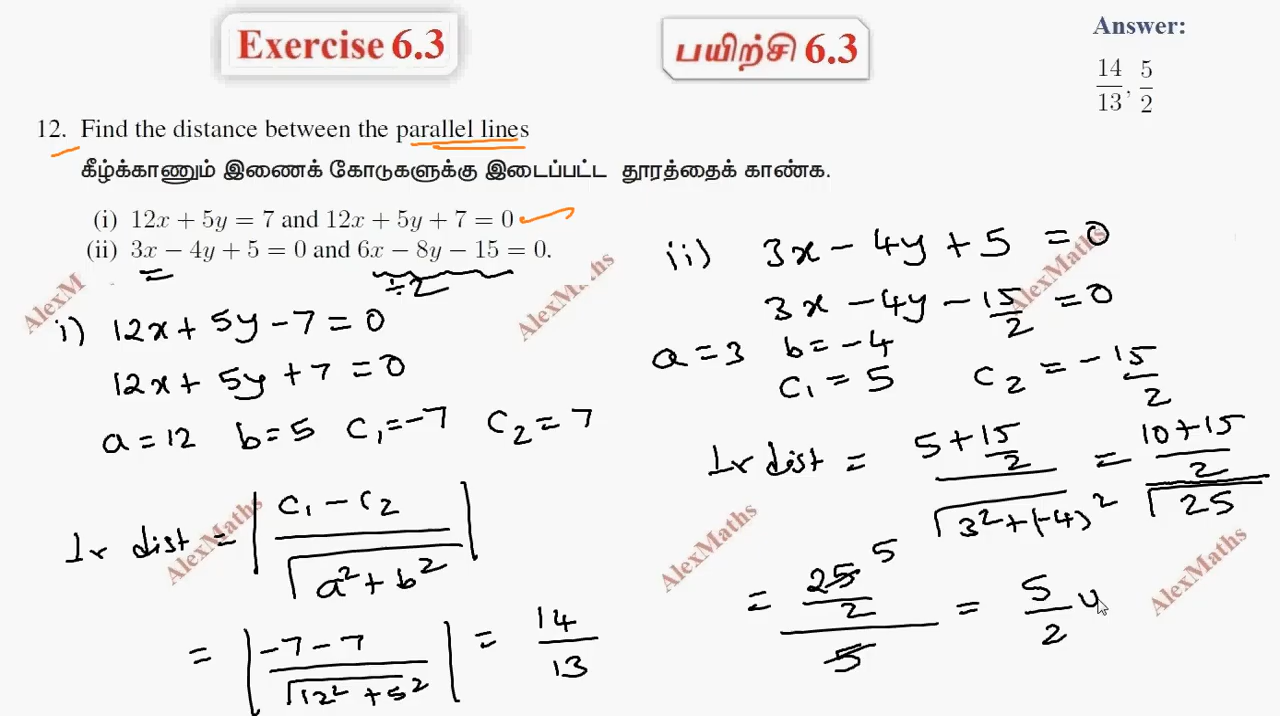 Exercise 6.3
பயிற்சி 6.3
Answer:
14/13, 5/2
12. Find the distance between the parallel lines
கீழ்க்காணும் இணைக் கோடுகளுக்கு இடைப்பட்ட தூரத்தைக் காண்க.
(i) 12x + 5y = 7 and 12x + 5y + 7 = 0
(ii) 3x − 4y + 5 = 0 and 6x − 8y − 15 = 0.
÷2
i) 12x + 5y − 7 = 0
12x + 5y + 7 = 0
a = 12 b = 5 c₁ = −7 c₂ = 7
⊥r dist = |(c₁ − c₂)/√(a² + b²)|
= |(−7 − 7)/√(12² + 5²)| = 14/13
ii) 3x − 4y + 5 = 0
3x − 4y − 15/2 = 0
a = 3 b = −4
c₁ = 5 c₂ = −15/2
⊥r dist = (5 + 15/2)/√(3² + (−4)²) = ((10 + 15)/2)/√25
= (25/2)/5 5 = 5/2 u
AlexM
AlexMaths
AlexMaths
AlexMaths
AlexMaths
AlexMaths